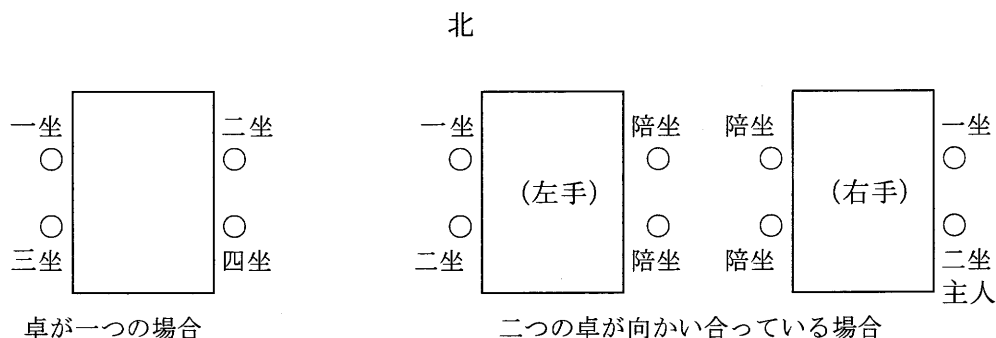 北
一坐 二坐 一坐 陪坐 陪坐 一坐
(左手) (右手)
三坐 四坐 二坐 陪坐 陪坐 二坐
主人
卓が一つの場合 二つの卓が向かい合っている場合